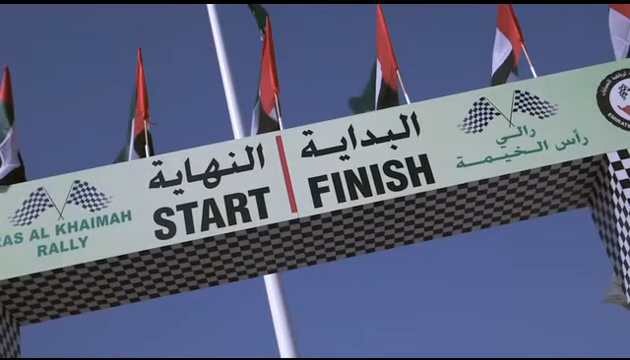 RAS AL KHAIMAH
RALLY
النهاية
START
البداية
FINISH
رالي
رأس الخيمة